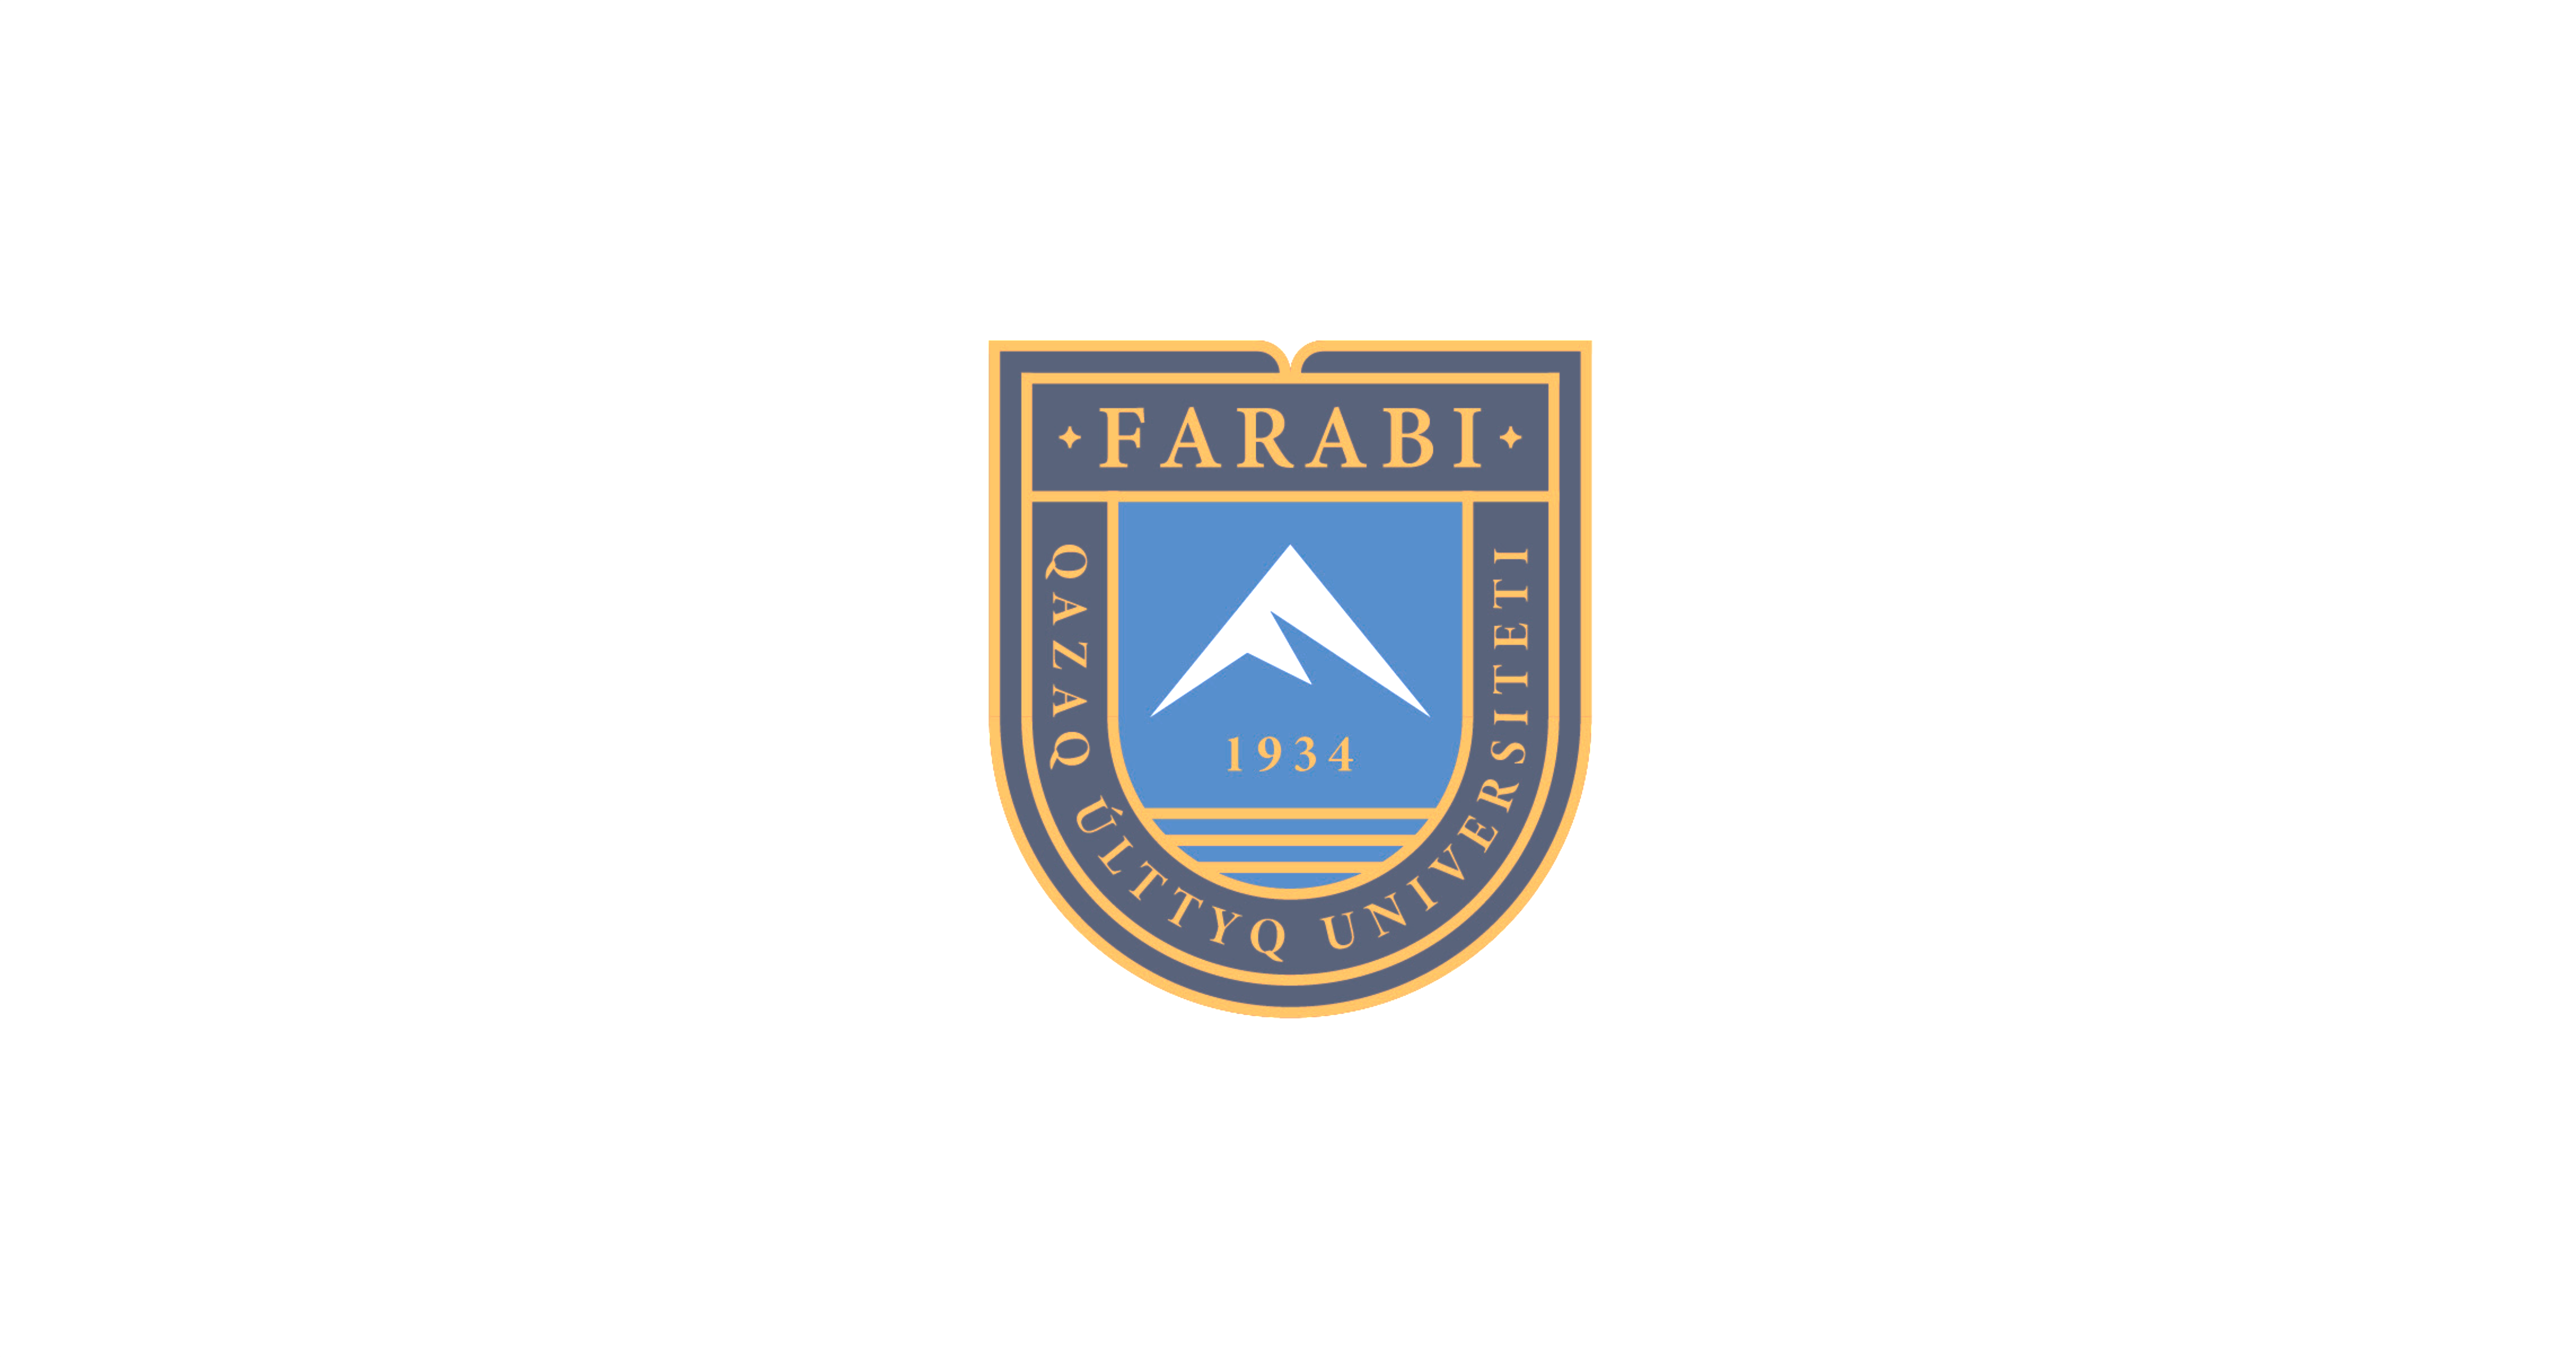 FARABI
QAZAQ ÚLTTYQ UNIVERSITETI
1934